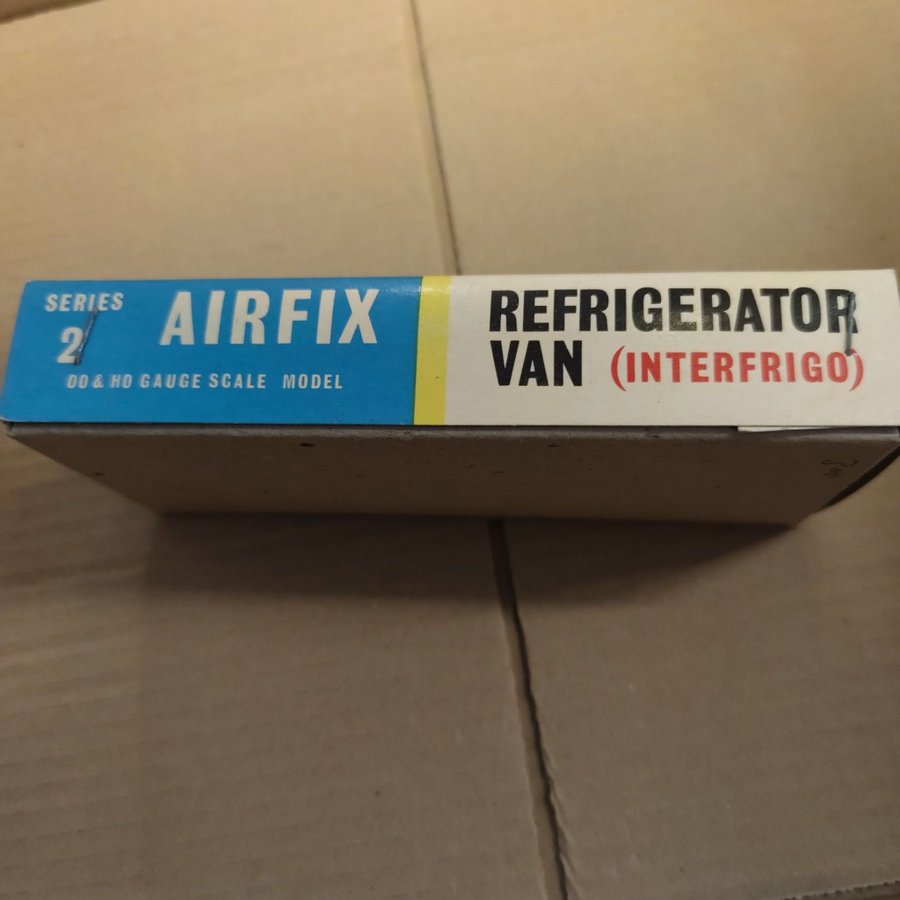 SERIES
2
AIRFIX
OO & HO GAUGE SCALE MODEL
REFRIGERATOR
VAN (INTERFRIGO)